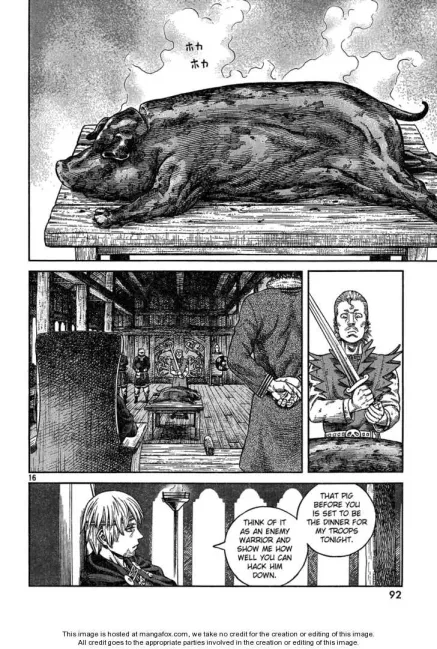 ホカ
ホカ
16
THAT PIG
BEFORE YOU
IS SET TO BE
THE DINNER FOR
MY TROOPS
TONIGHT.
THINK OF IT
AS AN ENEMY
WARRIOR AND
SHOW ME HOW
WELL YOU CAN
HACK HIM
DOWN.
92
This image is hosted at mangafox.com, we take no credit for the creation or editing of this image.
All credit goes to the appropriate parties involved in the creation or editing of this image.